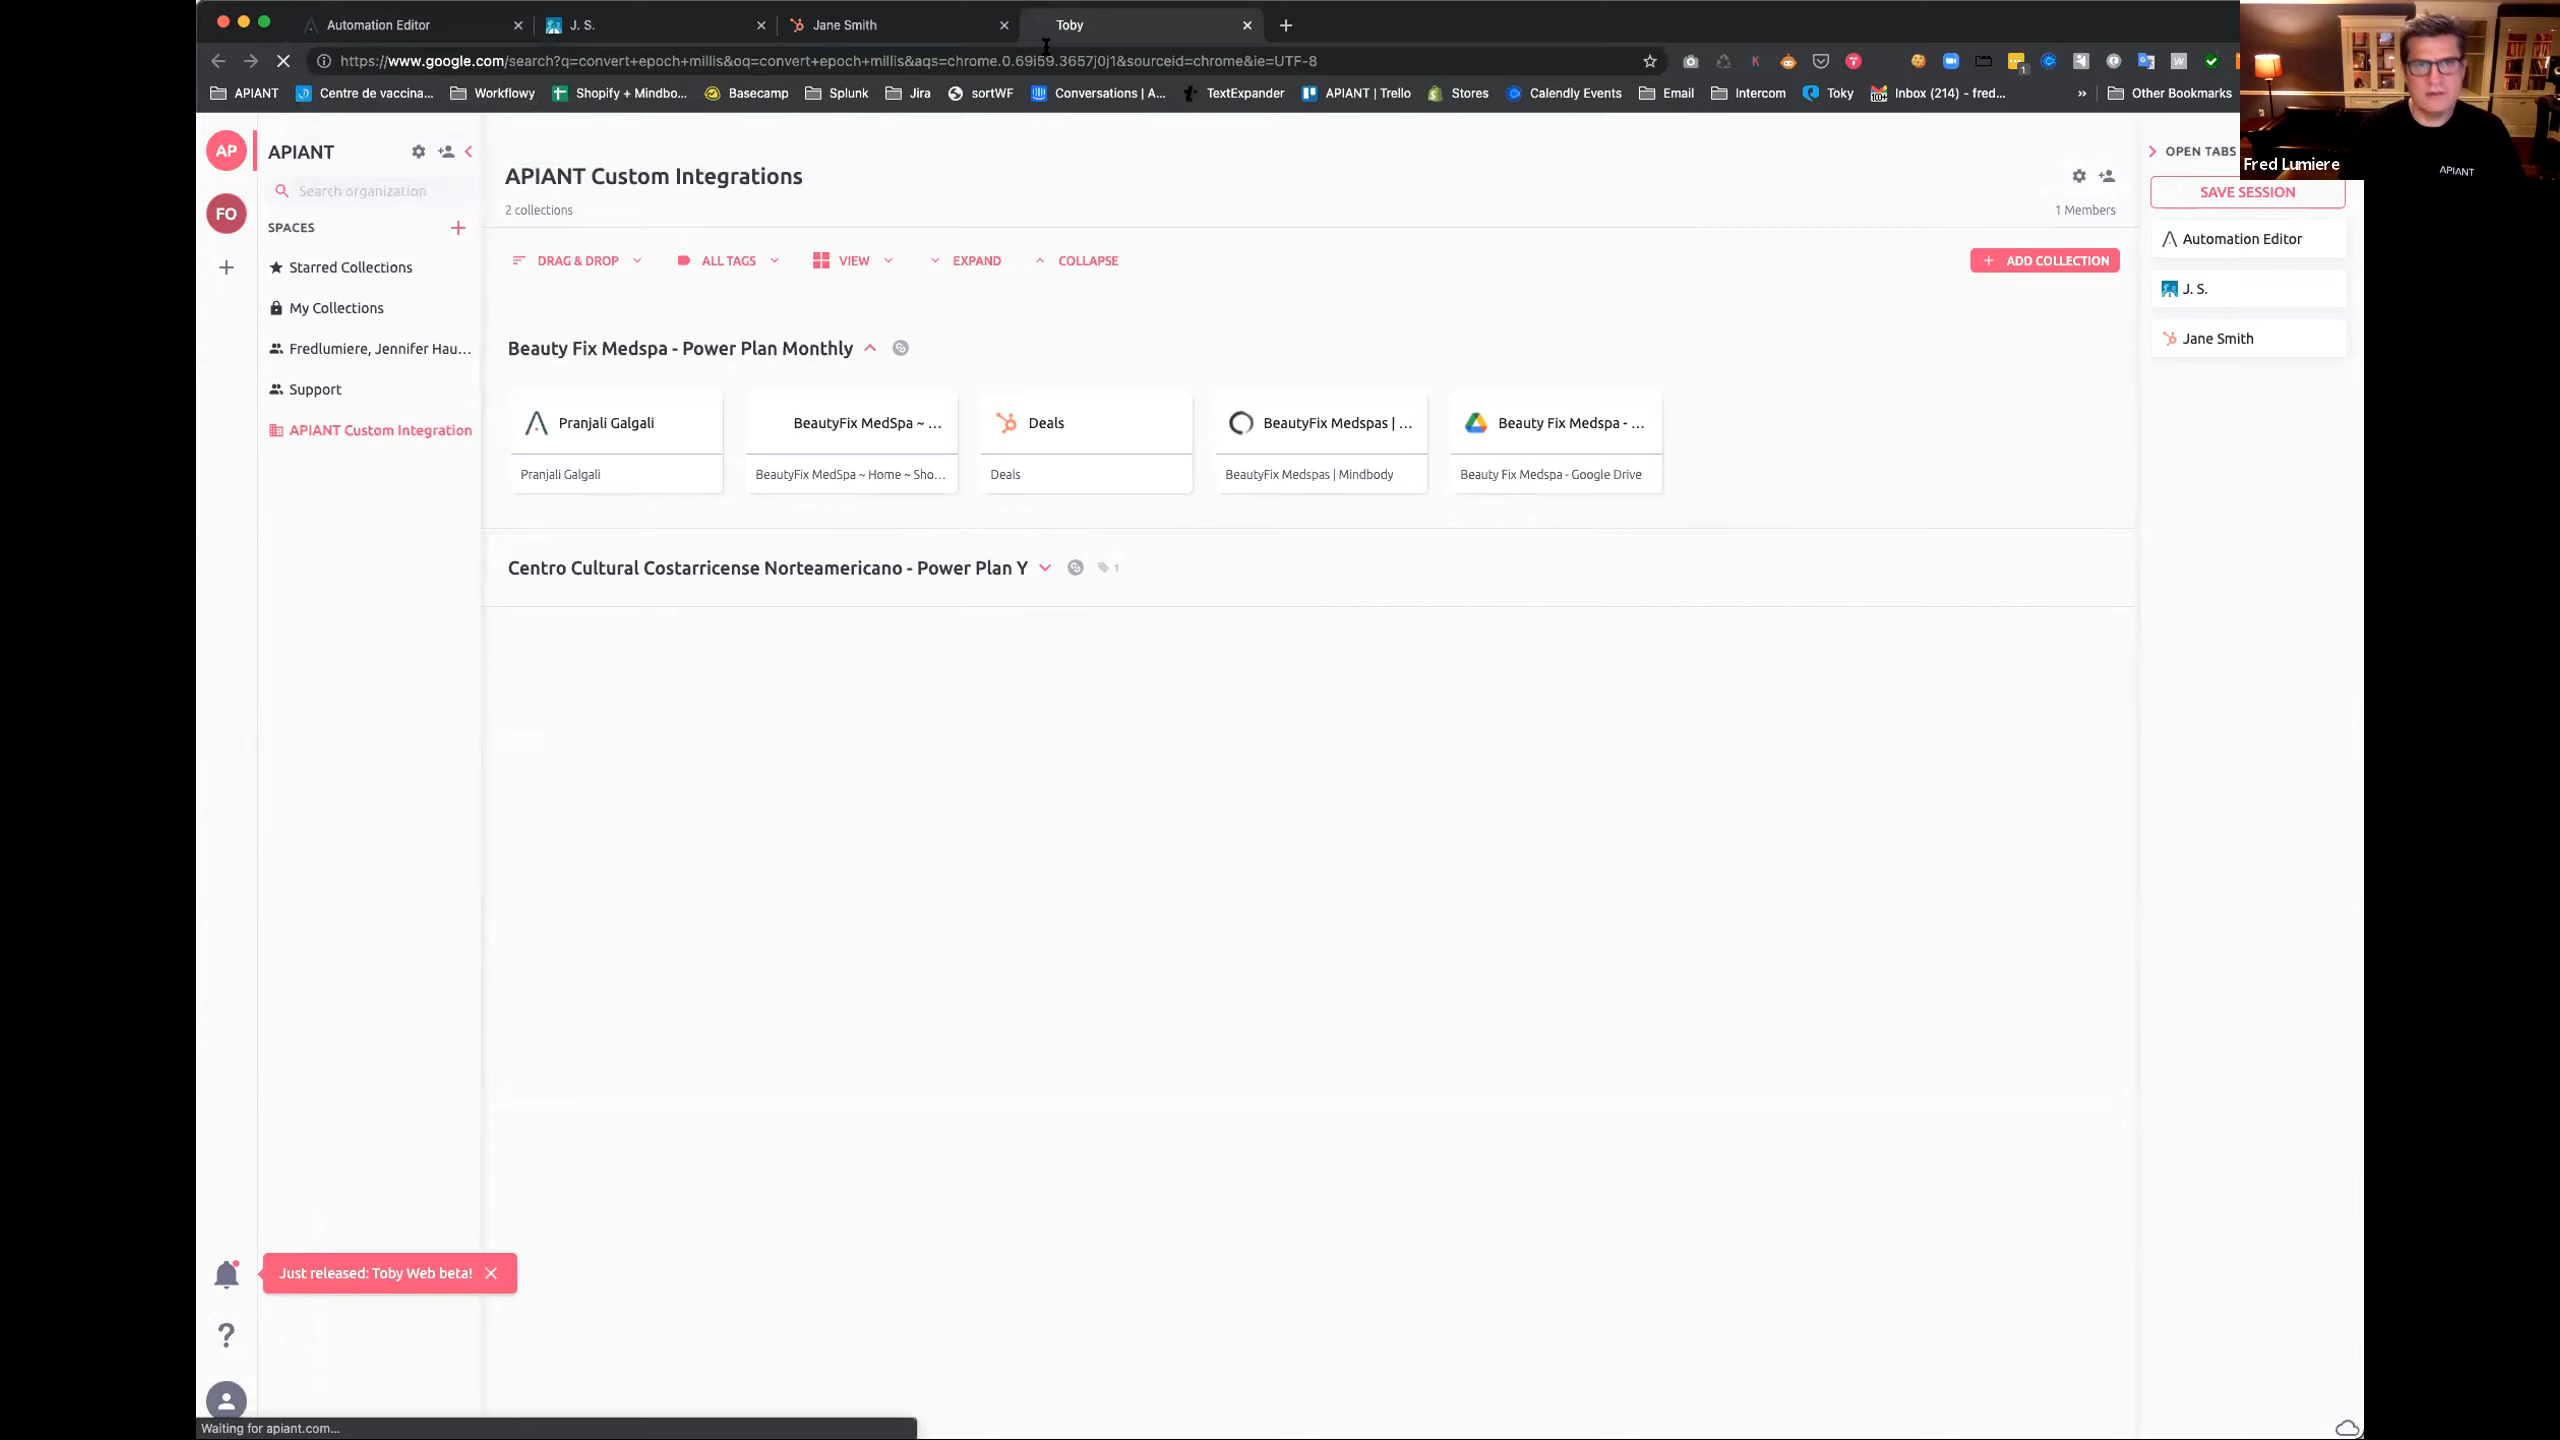 Automation Editor
J. S.
Jane Smith
Toby
https://www.google.com/search?q=convert+epoch+millis&oq=convert+epoch+millis&aqs=chrome.0.69i59.3657j0j1&sourceid=chrome&ie=UTF-8
APIANT
Centre de vaccina...
Workflowy
Shopify + Mindbo...
Basecamp
Splunk
Jira
sortWF
Conversations | A...
TextExpander
APIANT | Trello
Stores
Calendly Events
Email
Intercom
Toky
Inbox (214) - fred...
»
Other Bookmarks
Fred Lumiere
APIANT
AP
FO
APIANT
Search organization
SPACES
Starred Collections
My Collections
Fredlumiere, Jennifer Hau...
Support
APIANT Custom Integration
APIANT Custom Integrations
2 collections
1 Members
DRAG & DROP
ALL TAGS
VIEW
EXPAND
COLLAPSE
ADD COLLECTION
Beauty Fix Medspa - Power Plan Monthly
Pranjali Galgali
Pranjali Galgali
BeautyFix MedSpa ~ ...
BeautyFix MedSpa ~ Home ~ Sho...
Deals
Deals
BeautyFix Medspas | ...
BeautyFix Medspas | Mindbody
Beauty Fix Medspa - ...
Beauty Fix Medspa - Google Drive
Centro Cultural Costarricense Norteamericano - Power Plan Y
1
OPEN TABS
SAVE SESSION
Automation Editor
J. S.
Jane Smith
Just released: Toby Web beta!
?
Waiting for apiant.com...